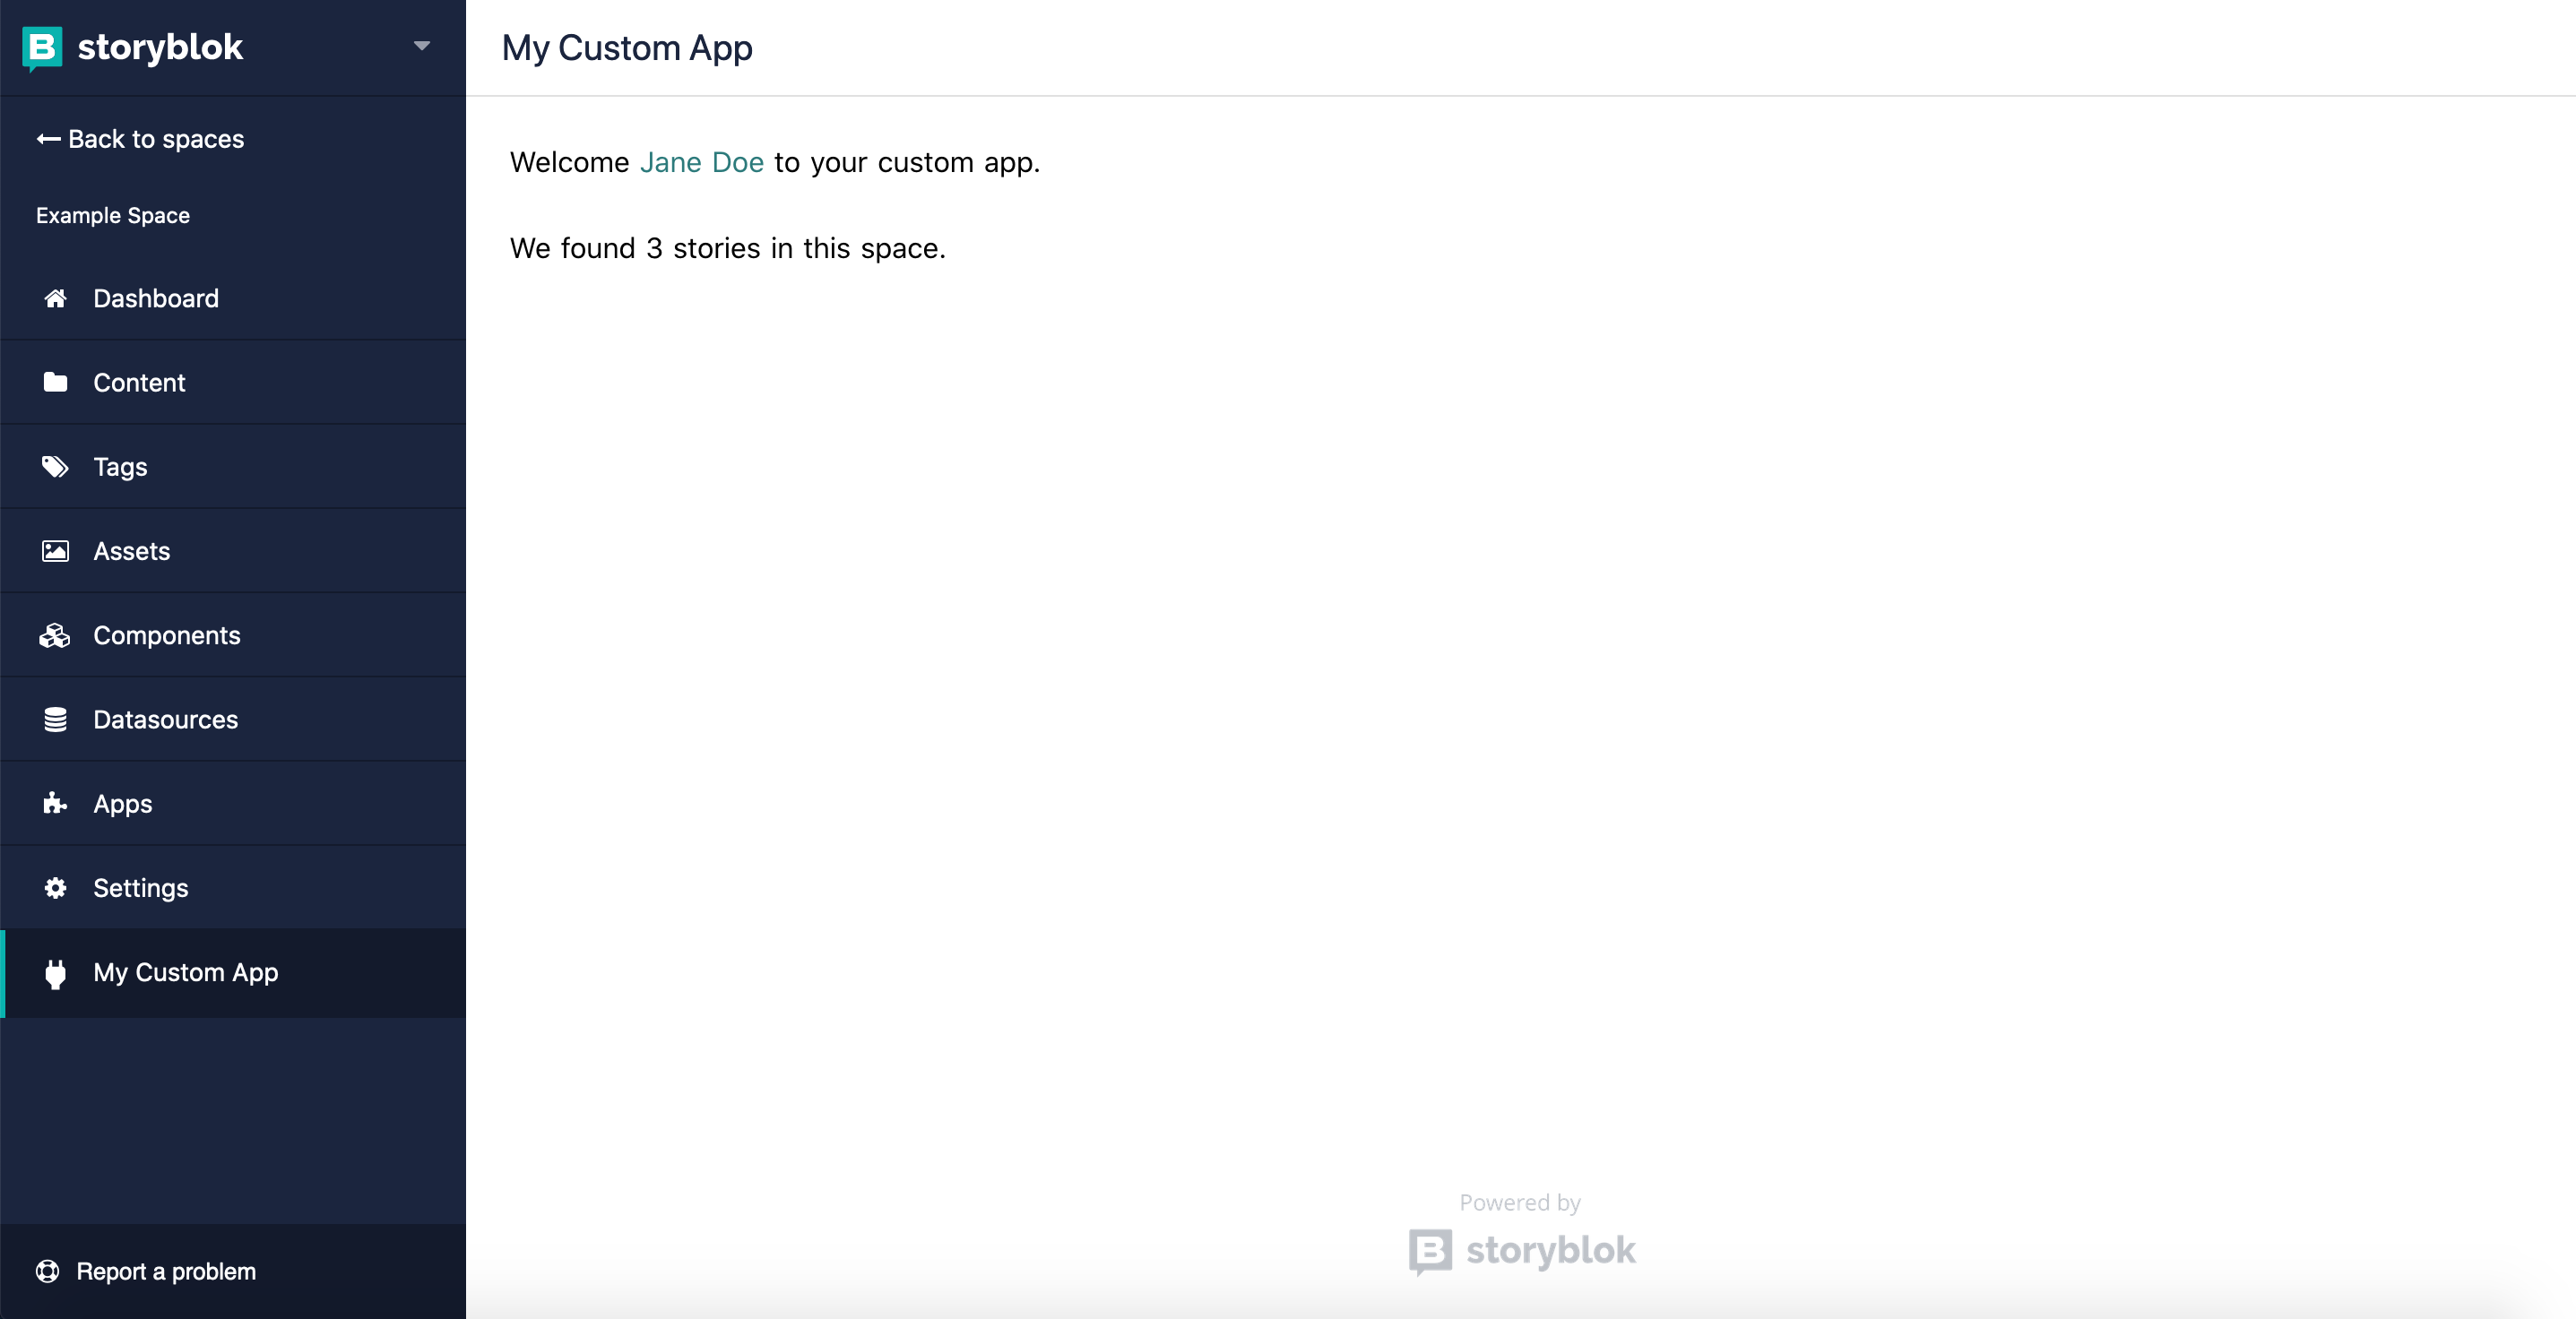 storyblok
Back to spaces
Example Space
Dashboard
Content
Tags
Assets
Components
Datasources
Apps
Settings
My Custom App
Report a problem
My Custom App
Welcome Jane Doe to your custom app.
We found 3 stories in this space.
Powered by
storyblok